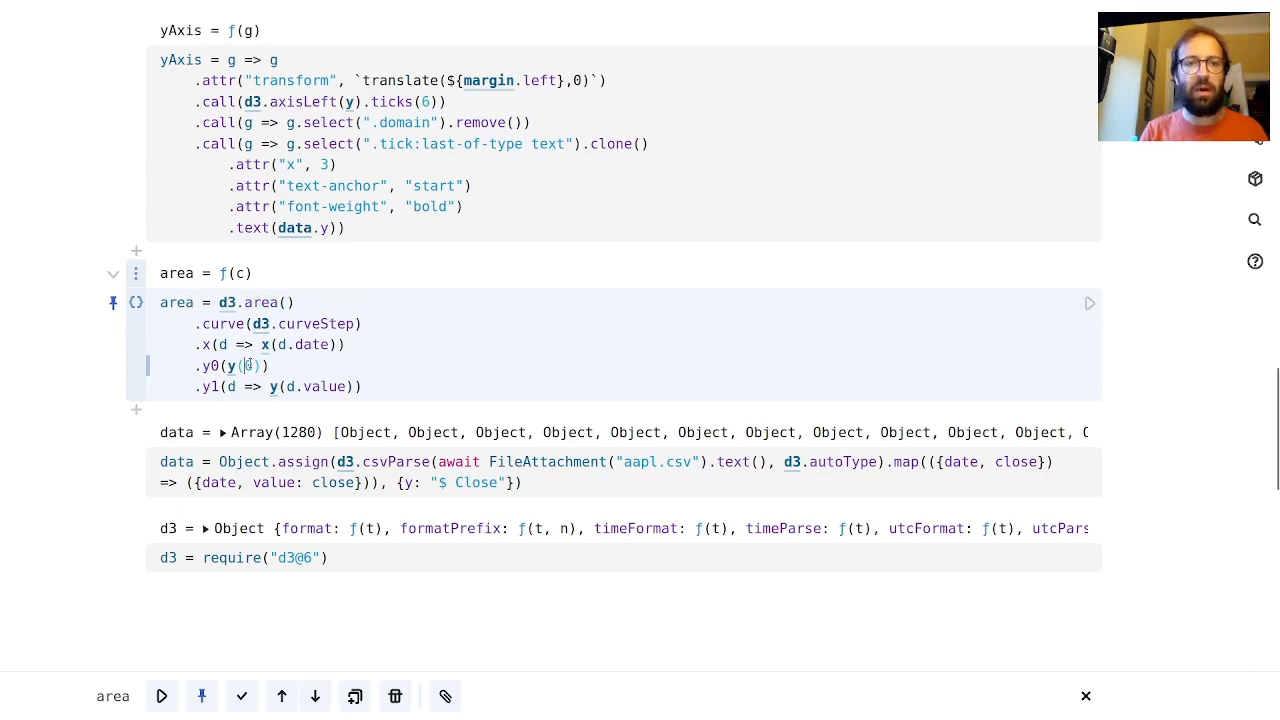 yAxis = ƒ(g)
yAxis = g => g
.attr("transform", `translate(${margin.left},0)`)
.call(d3.axisLeft(y).ticks(6))
.call(g => g.select(".domain").remove())
.call(g => g.select(".tick:last-of-type text").clone()
.attr("x", 3)
.attr("text-anchor", "start")
.attr("font-weight", "bold")
.text(data.y))
area = ƒ(c)
area = d3.area()
.curve(d3.curveStep)
.x(d => x(d.date))
.y0(y(0))
.y1(d => y(d.value))
data = ▸Array(1280) [Object, Object, Object, Object, Object, Object, Object, Object, Object, Object, Object, O
data = Object.assign(d3.csvParse(await FileAttachment("aapl.csv").text(), d3.autoType).map(({date, close})
=> ({date, value: close})), {y: "$ Close"})
d3 = ▸Object {format: ƒ(t), formatPrefix: ƒ(t, n), timeFormat: ƒ(t), timeParse: ƒ(t), utcFormat: ƒ(t), utcPars
d3 = require("d3@6")
area